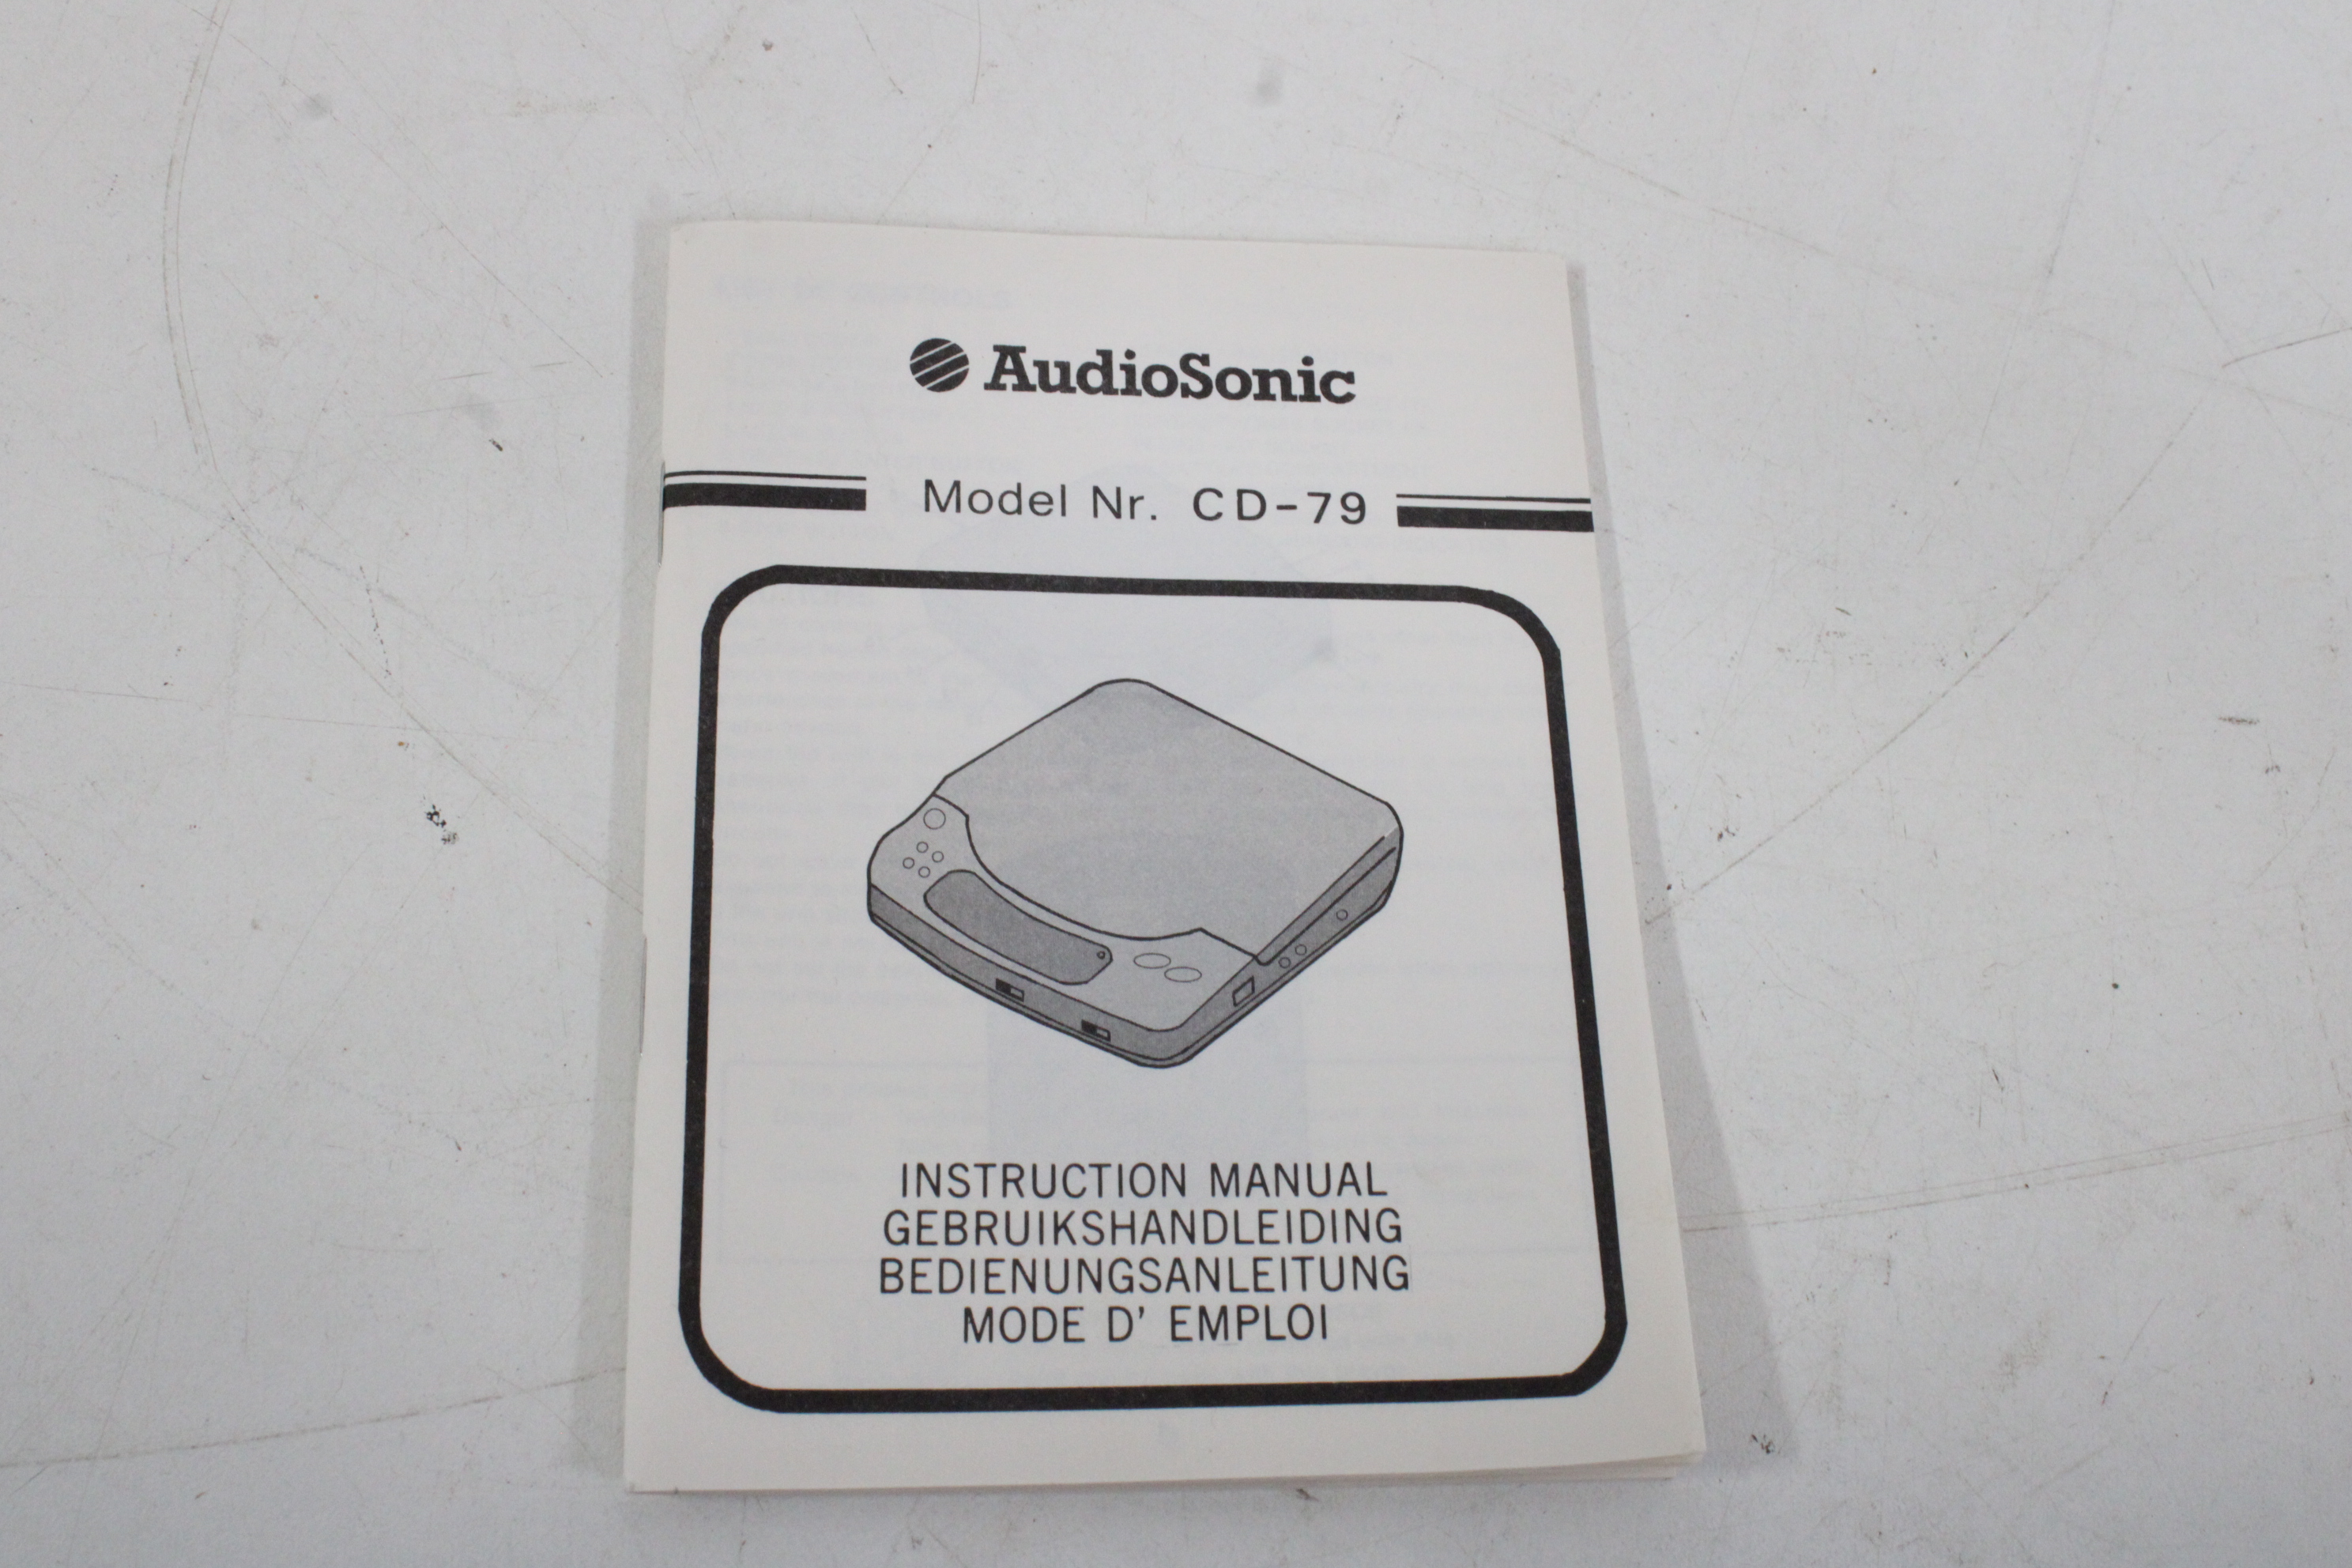 AudioSonic
Model Nr. CD-79
INSTRUCTION MANUAL
GEBRUIKSHANDLEIDING
BEDIENUNGSANLEITUNG
MODE D' EMPLOI